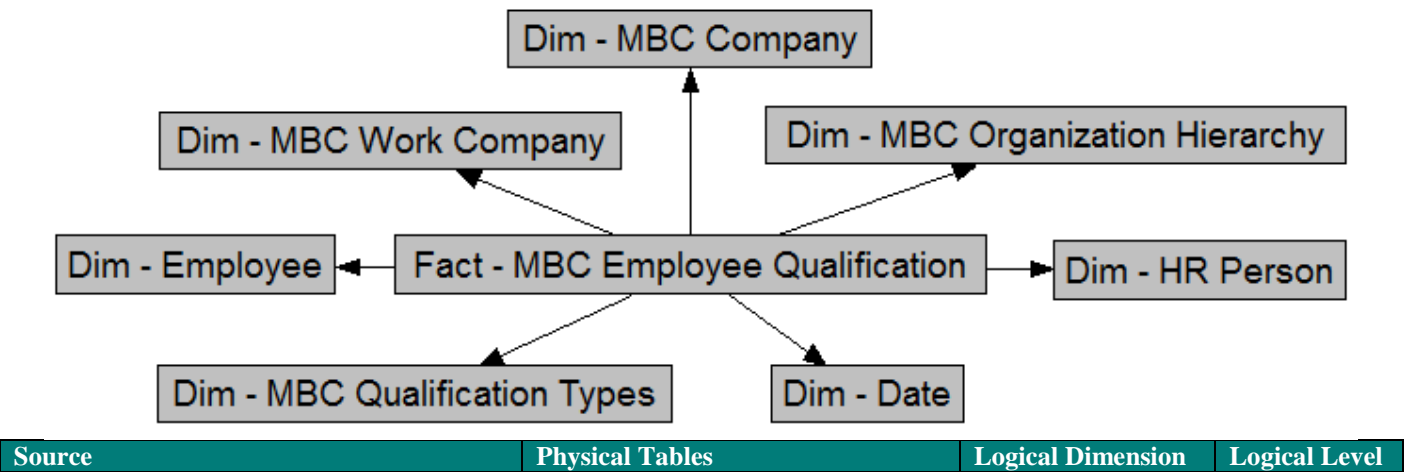 Dim - MBC Company
Dim - MBC Organization Hierarchy
Dim - MBC Work Company
Dim - Employee
Fact - MBC Employee Qualification
Dim - HR Person
Dim - MBC Qualification Types
Dim - Date
Source Physical Tables Logical Dimension Logical Level